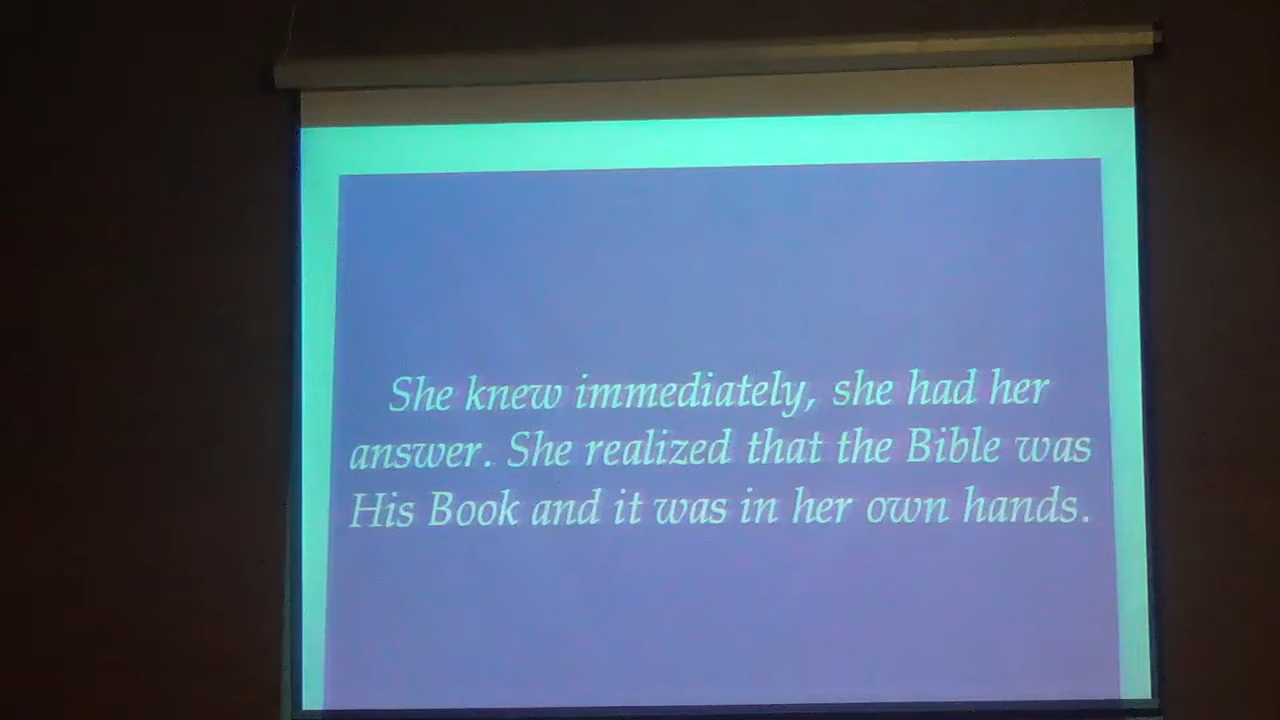 She knew immediately, she had her
answer. She realized that the Bible was
His Book and it was in her own hands.